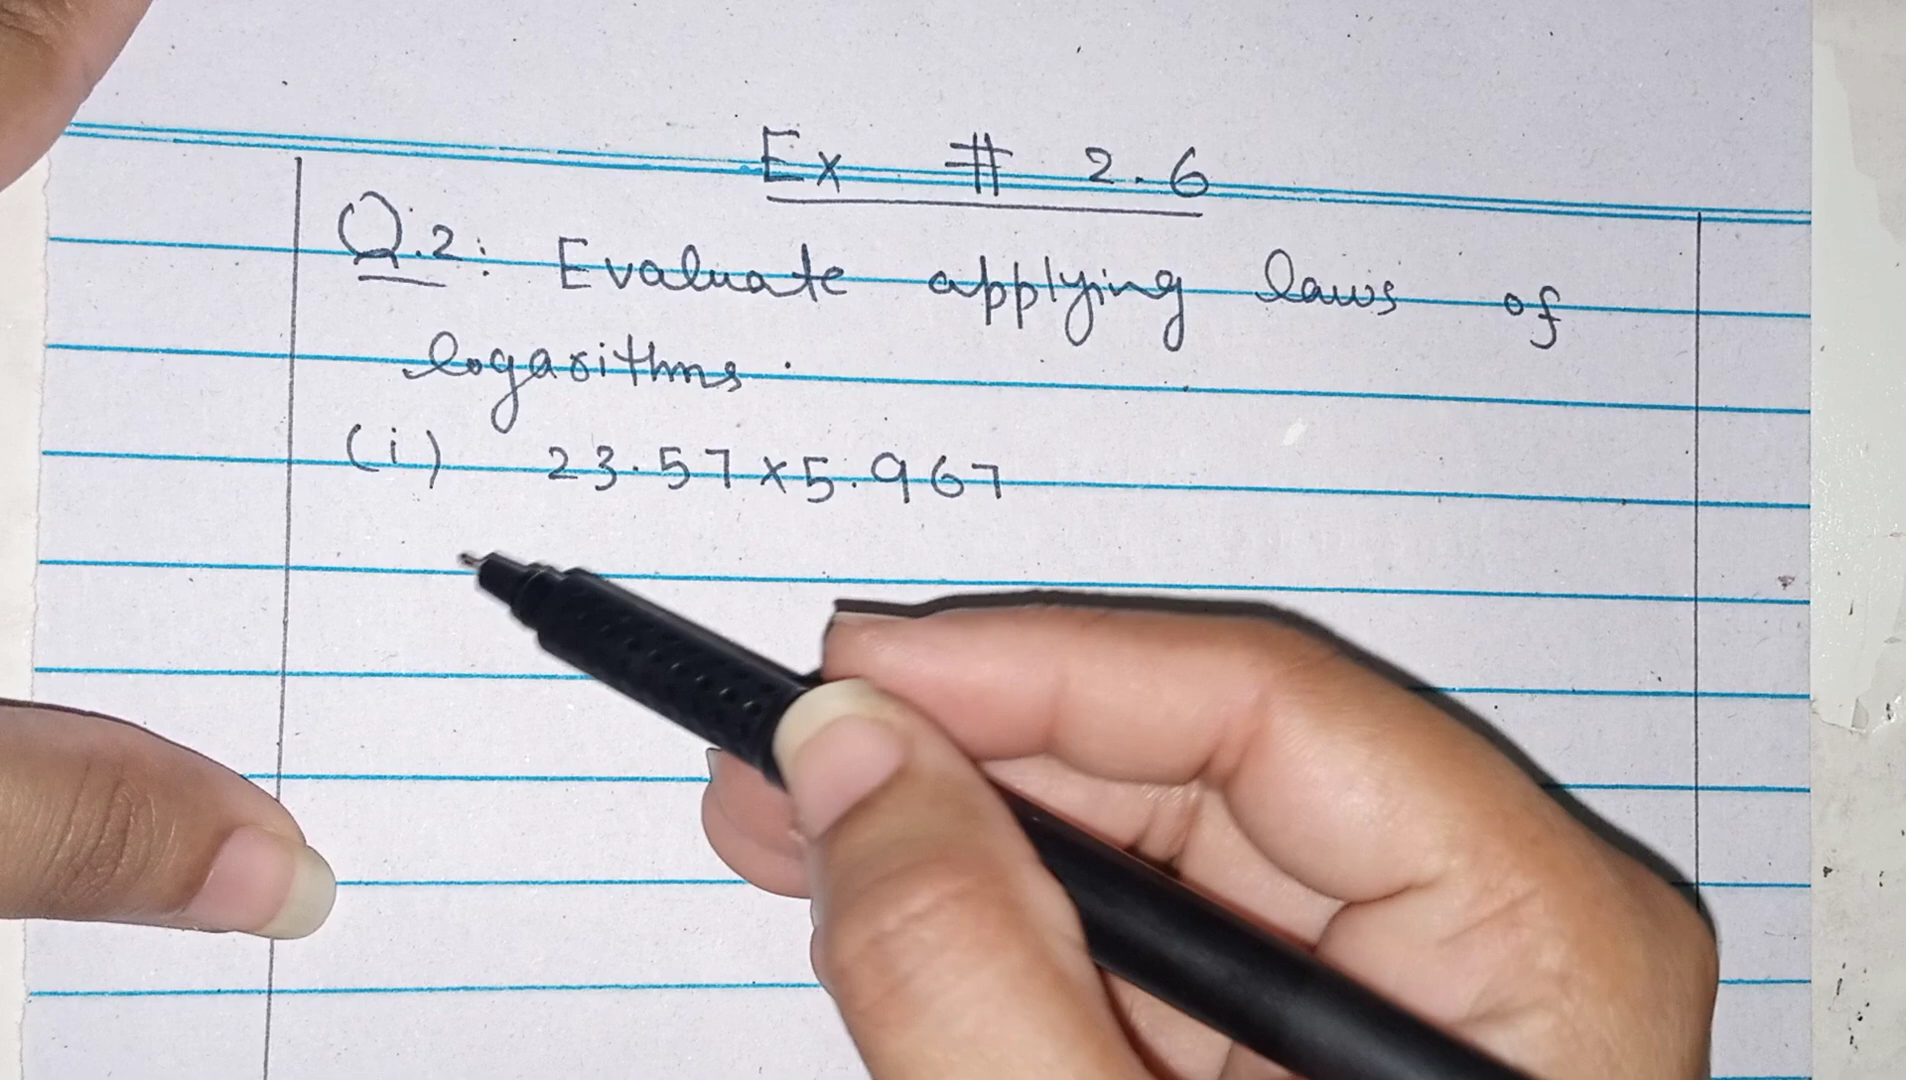 Ex # 2.6
Q.2: Evaluate applying laws of
logarithms.
(i) 23.57×5.967